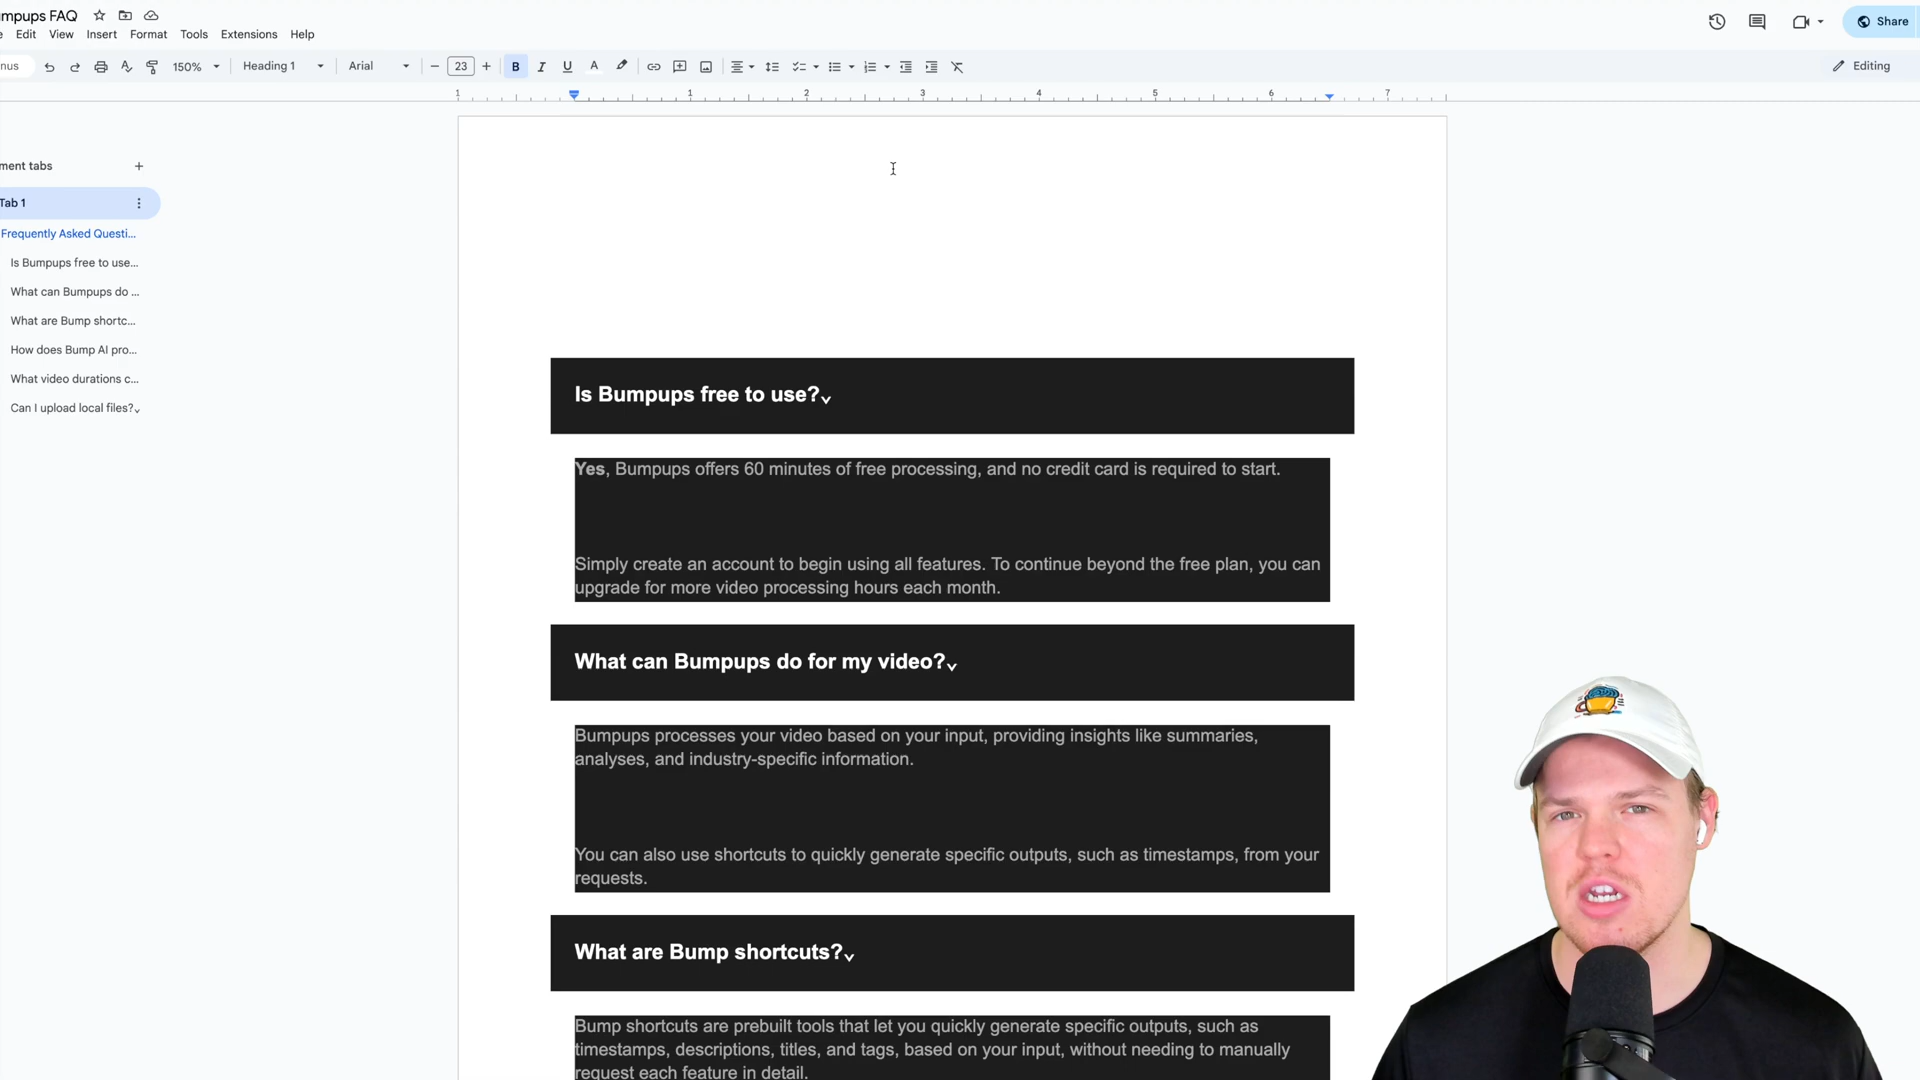 mpups FAQ
e Edit View Insert Format Tools Extensions Help
Share
nus
150%
Heading 1
Arial
23
B
I
U
A
Editing
1 1 2 3 4 5 6 7
ment tabs
Tab 1
Frequently Asked Questi...
Is Bumpups free to use...
What can Bumpups do ...
What are Bump shortc...
How does Bump AI pro...
What video durations c...
Can I upload local files?
Is Bumpups free to use?
Yes, Bumpups offers 60 minutes of free processing, and no credit card is required to start.
Simply create an account to begin using all features. To continue beyond the free plan, you can
upgrade for more video processing hours each month.
What can Bumpups do for my video?
Bumpups processes your video based on your input, providing insights like summaries,
analyses, and industry-specific information.
You can also use shortcuts to quickly generate specific outputs, such as timestamps, from your
requests.
What are Bump shortcuts?
Bump shortcuts are prebuilt tools that let you quickly generate specific outputs, such as
timestamps, descriptions, titles, and tags, based on your input, without needing to manually
request each feature in detail.